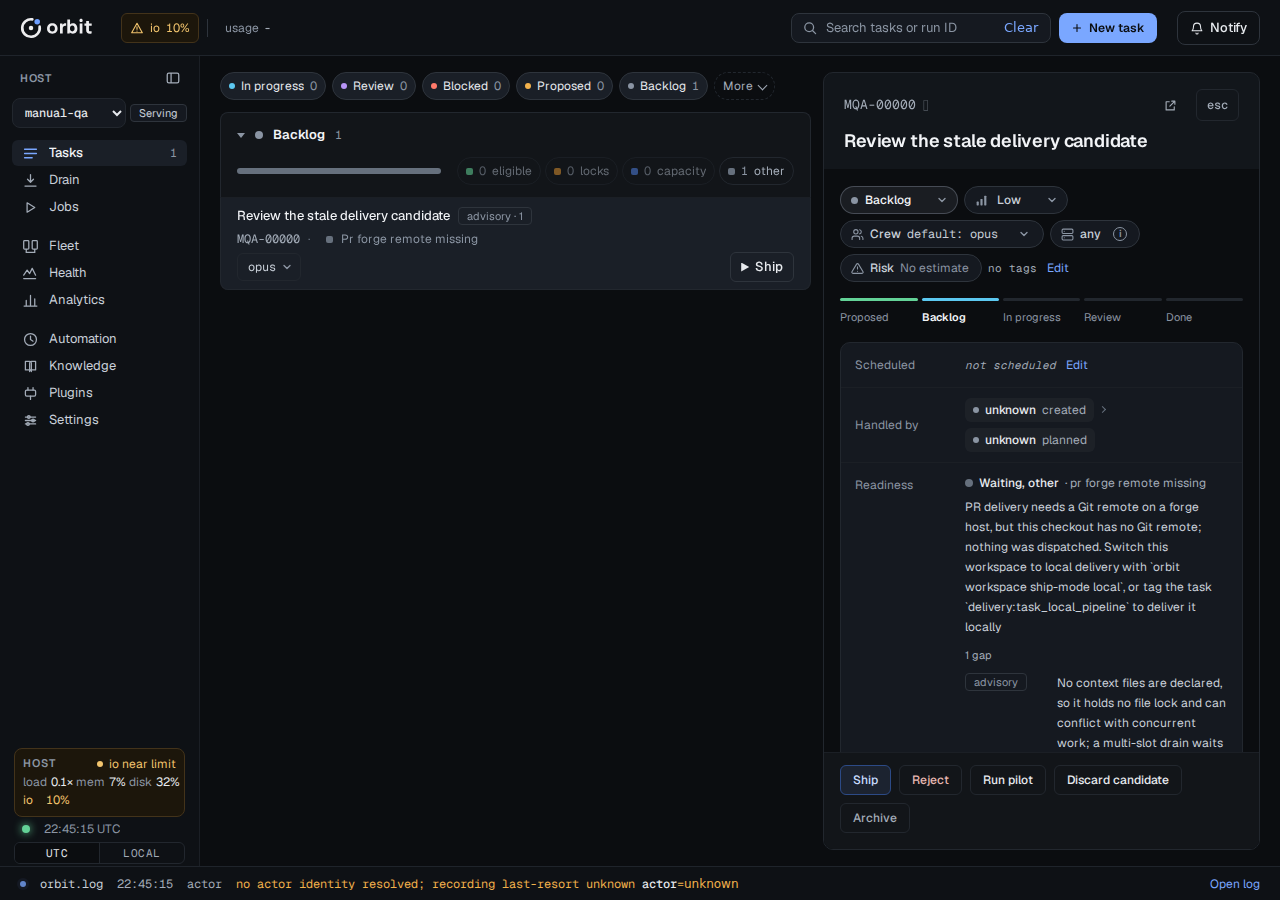 orbit
io 10%
usage -
Search tasks or run ID
Clear
+ New task
Notify
HOST
manual-qa
Serving
Tasks 1
Drain
Jobs
Fleet
Health
Analytics
Automation
Knowledge
Plugins
Settings
HOST io near limit
load 0.1× mem 7% disk 32%
io 10%
22:45:15 UTC
UTC LOCAL
In progress 0
Review 0
Blocked 0
Proposed 0
Backlog 1
More
Backlog 1
0 eligible
0 locks
0 capacity
1 other
Review the stale delivery candidate
advisory · 1
MQA-00000 · Pr forge remote missing
opus
Ship
MQA-00000
esc
Review the stale delivery candidate
Backlog
Low
Crew default: opus
any
Risk No estimate
no tags Edit
Proposed
Backlog
In progress
Review
Done
Scheduled
not scheduled Edit
Handled by
unknown created
unknown planned
Readiness
Waiting, other · pr forge remote missing
PR delivery needs a Git remote on a forge
host, but this checkout has no Git remote;
nothing was dispatched. Switch this
workspace to local delivery with `orbit
workspace ship-mode local`, or tag the task
`delivery:task_local_pipeline` to deliver it
locally
1 gap
advisory
No context files are declared,
so it holds no file lock and can
conflict with concurrent
work; a multi-slot drain waits
Ship
Reject
Run pilot
Discard candidate
Archive
orbit.log 22:45:15 actor no actor identity resolved; recording last-resort unknown actor=unknown
Open log